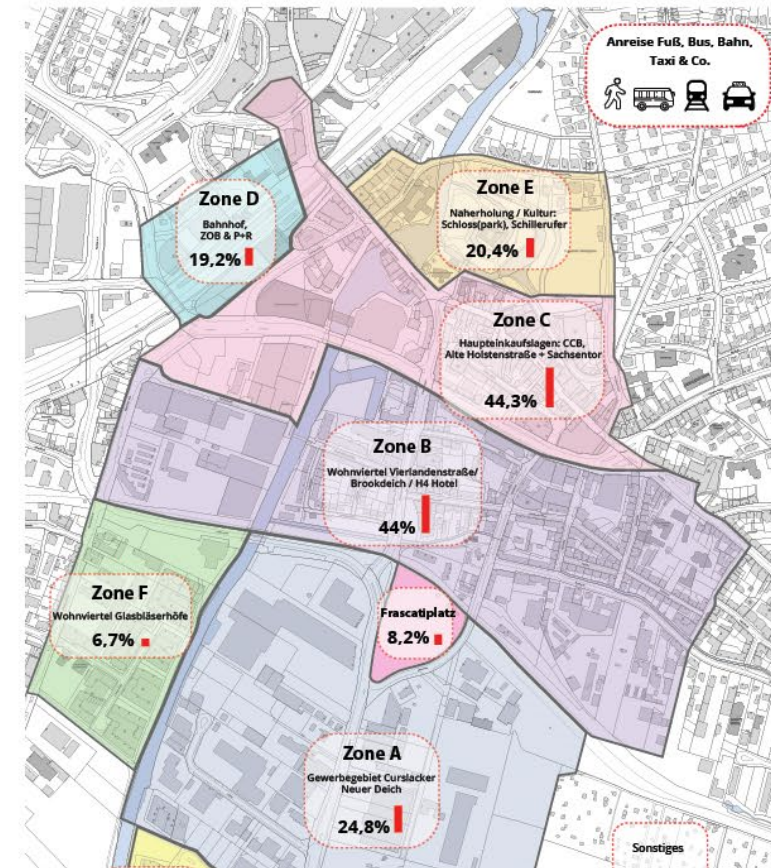 Anreise Fuß, Bus, Bahn,
Taxi & Co.
Zone D
Bahnhof,
ZOB & P+R
19,2%
Zone E
Naherholung / Kultur:
Schloss(park), Schillerufer
20,4%
Zone C
Haupteinkaufslagen: CCB,
Alte Holstenstraße + Sachsentor
44,3%
Zone B
Wohnviertel Vierlandenstraße/
Brookdeich / H4 Hotel
44%
Zone F
Wohnviertel Glasbläserhöfe
6,7%
Frascatiplatz
8,2%
Zone A
Gewerbegebiet Curslacker
Neuer Deich
24,8%
Sonstiges